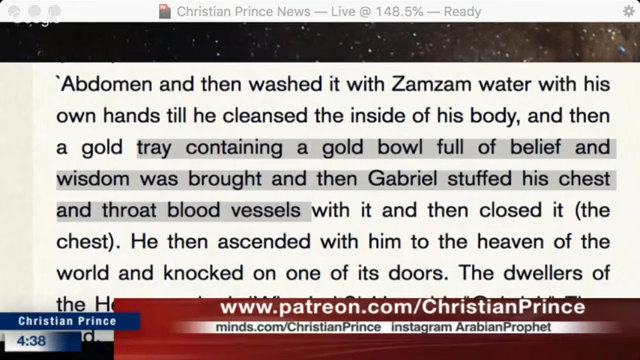 Christian Prince News — Live @ 148.5% — Ready
`Abdomen and then washed it with Zamzam water with his
own hands till he cleansed the inside of his body, and then
a gold tray containing a gold bowl full of belief and
wisdom was brought and then Gabriel stuffed his chest
and throat blood vessels with it and then closed it (the
chest). He then ascended with him to the heaven of the
world and knocked on one of its doors. The dwellers of
the
www.patreon.com/ChristianPrince
minds.com/ChristianPrince instagram ArabianProphet
Christian Prince
4:38